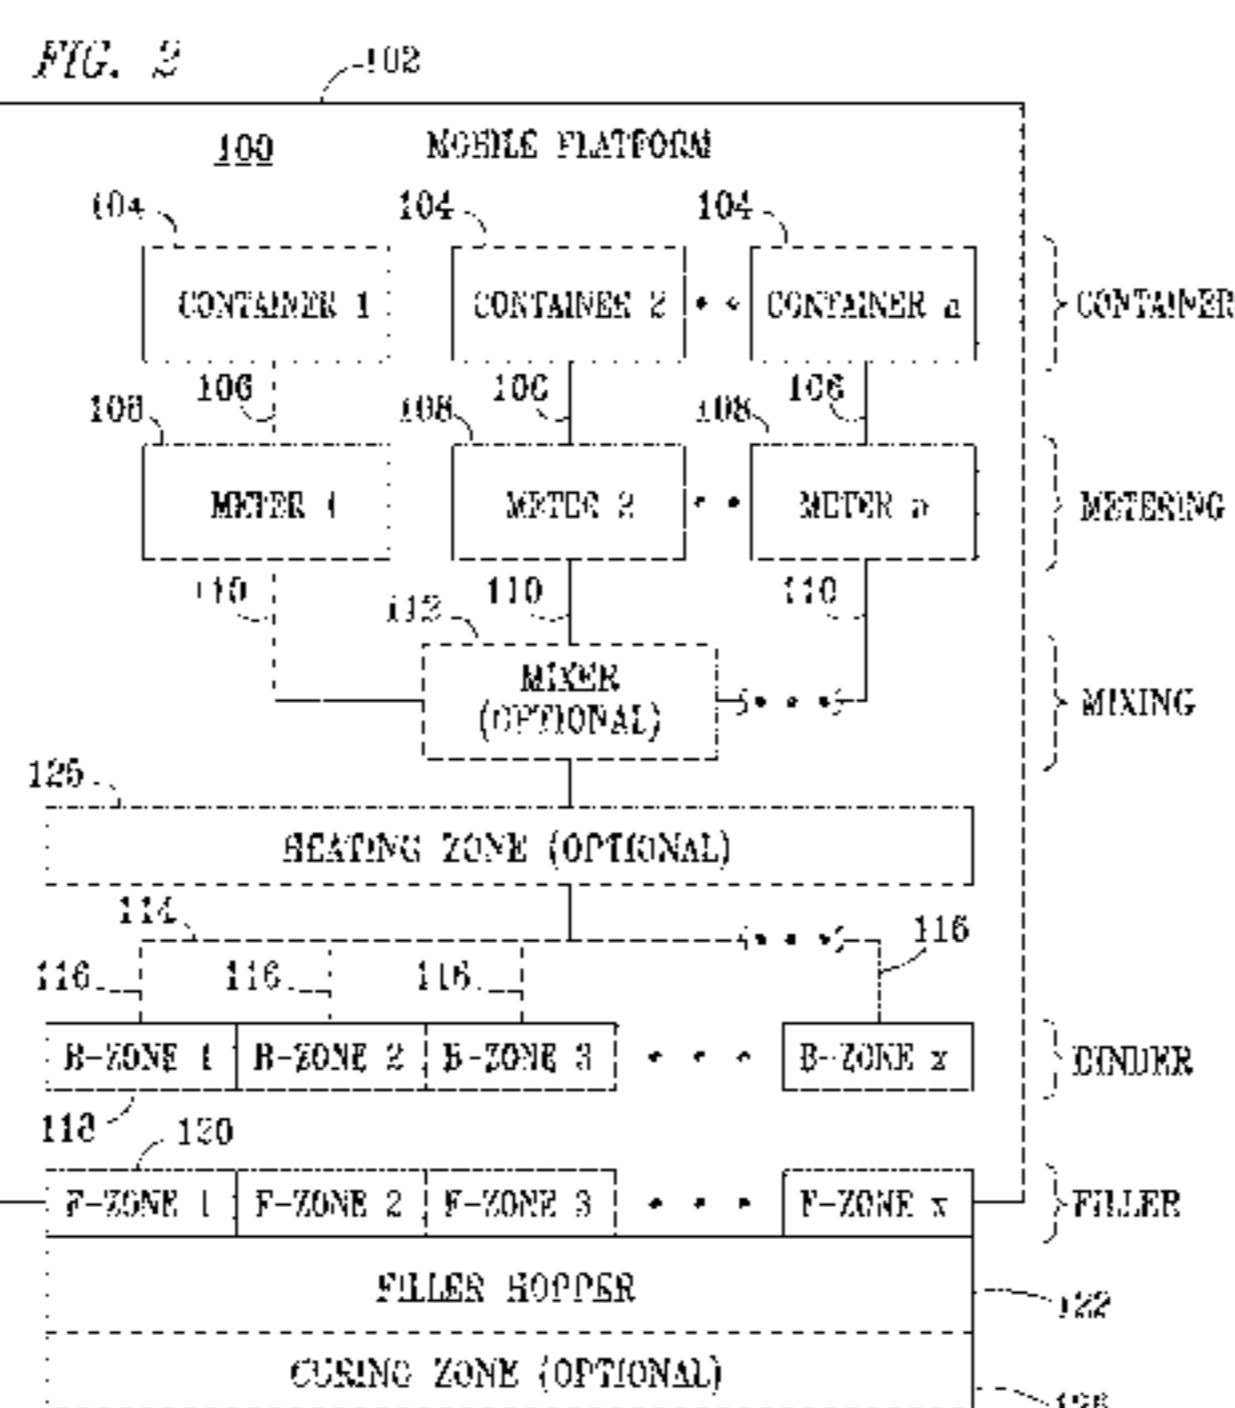 FIG. 2
102
100 MOBILE PLATFORM
104 104 104
CONTAINER 1 CONTAINER 2 CONTAINER n CONTAINER
106 106 106
108 108 108
METER 1 METER 2 METER n METERING
110 110 110
112
MIXER
(OPTIONAL)
MIXING
125
HEATING ZONE (OPTIONAL)
114
116 116 116 116
B-ZONE 1 B-ZONE 2 B-ZONE 3 B-ZONE x BINDER
118
120
F-ZONE 1 F-ZONE 2 F-ZONE 3 F-ZONE x FILLER
FILLER HOPPER
122
CURING ZONE (OPTIONAL)